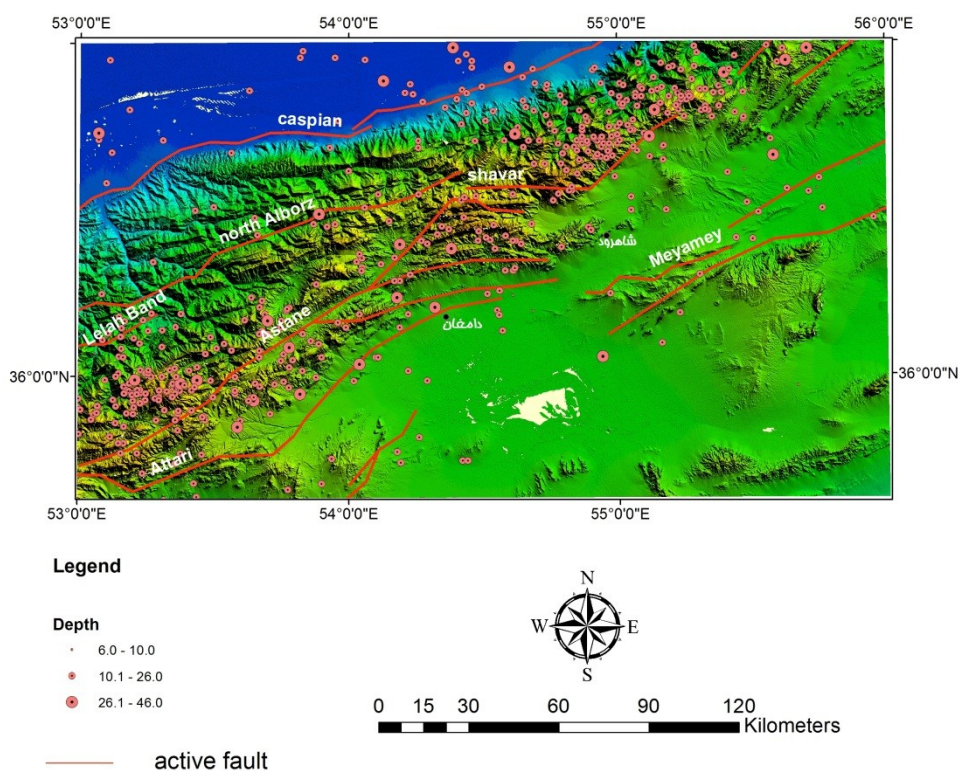 53°0'0"E 54°0'0"E 55°0'0"E 56°0'0"E
caspian
shavar
north Alborz
شاهرود
Meyamey
Lelah Band
Astane
دامغان
36°0'0"N 36°0'0"N
Attari
53°0'0"E 54°0'0"E 55°0'0"E
Legend
N
Depth
W E
6.0 - 10.0
10.1 - 26.0
S
26.1 - 46.0
0 15 30 60 90 120
Kilometers
active fault